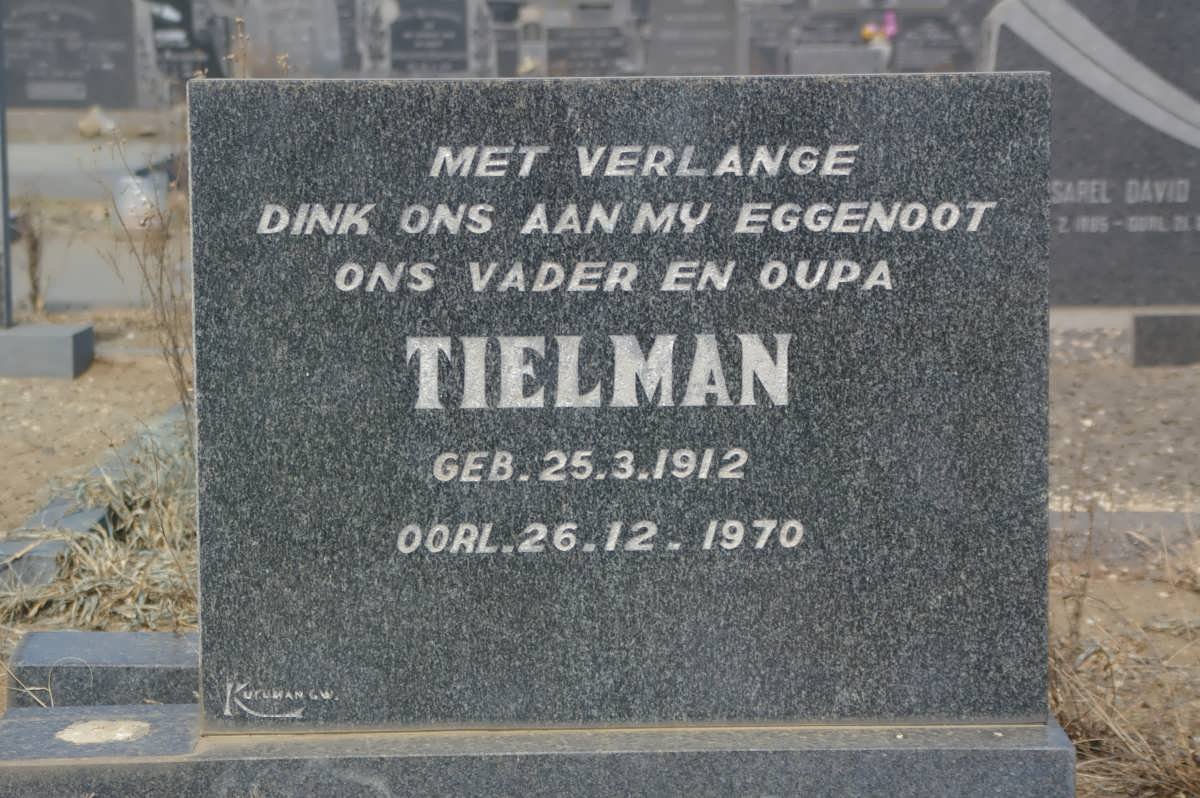 MET VERLANGE
DINK ONS AAN MY EGGENOOT
ONS VADER EN OUPA
TIELMAN
GEB. 25.3.1912
OORL. 26.12. 1970
SAREL DAVID